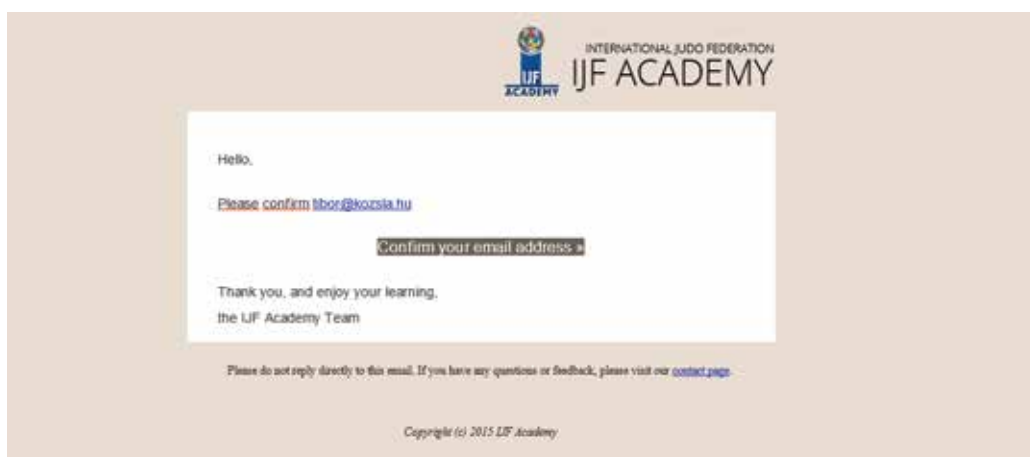 INTERNATIONAL JUDO FEDERATION
IJF ACADEMY
IJF
ACADEMY
Hello,
Please confirm tibor@kozsla.hu
Confirm your email address »
Thank you, and enjoy your learning,
the IJF Academy Team
Please do not reply directly to this email. If you have any questions or feedback, please visit our contact page.
Copyright (c) 2015 IJF Academy